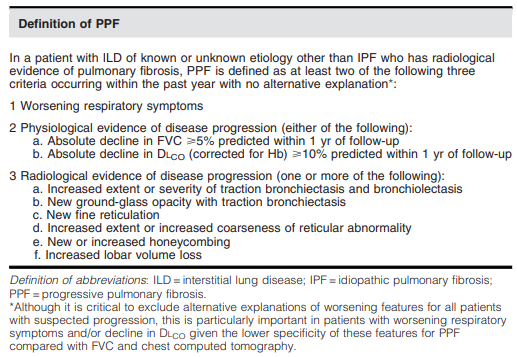 Definition of PPF
In a patient with ILD of known or unknown etiology other than IPF who has radiological
evidence of pulmonary fibrosis, PPF is defined as at least two of the following three
criteria occurring within the past year with no alternative explanation*:
1 Worsening respiratory symptoms
2 Physiological evidence of disease progression (either of the following):
a. Absolute decline in FVC ⩾5% predicted within 1 yr of follow-up
b. Absolute decline in DLCO (corrected for Hb) ⩾10% predicted within 1 yr of follow-up
3 Radiological evidence of disease progression (one or more of the following):
a. Increased extent or severity of traction bronchiectasis and bronchiolectasis
b. New ground-glass opacity with traction bronchiectasis
c. New fine reticulation
d. Increased extent or increased coarseness of reticular abnormality
e. New or increased honeycombing
f. Increased lobar volume loss
Definition of abbreviations: ILD = interstitial lung disease; IPF = idiopathic pulmonary fibrosis;
PPF = progressive pulmonary fibrosis.
*Although it is critical to exclude alternative explanations of worsening features for all patients
with suspected progression, this is particularly important in patients with worsening respiratory
symptoms and/or decline in DLCO given the lower specificity of these features for PPF
compared with FVC and chest computed tomography.